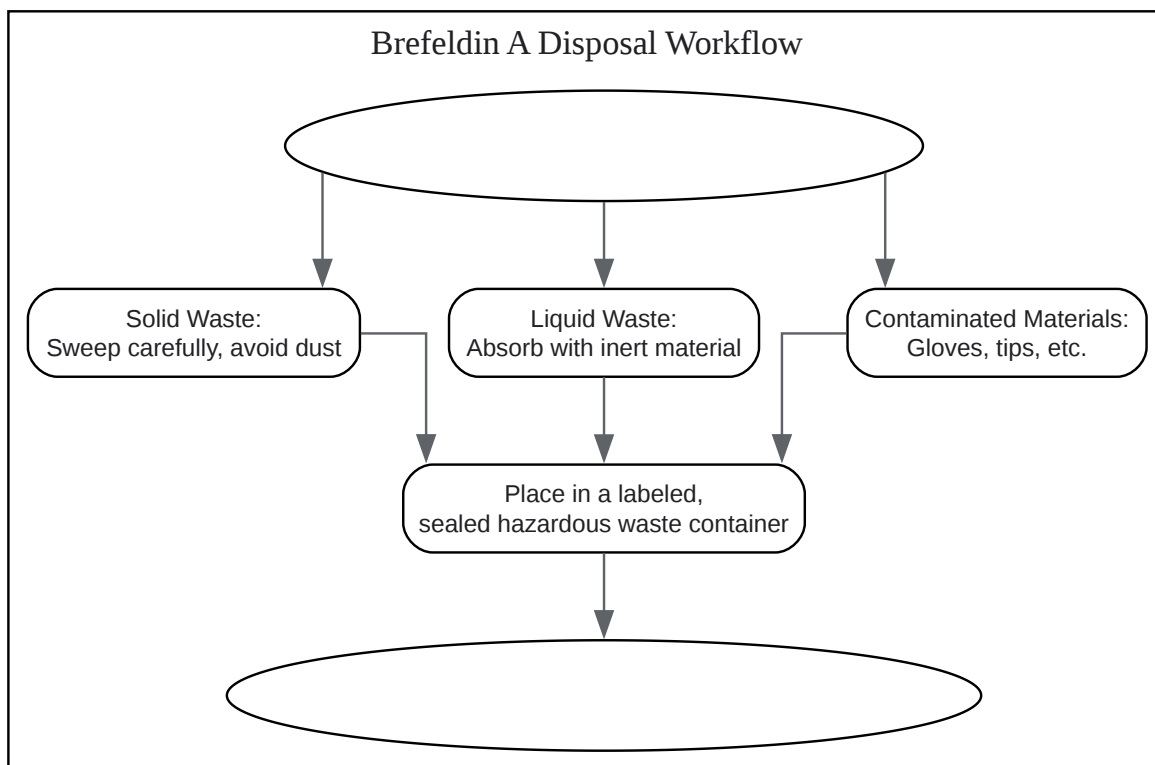 Brefeldin A Disposal Workflow
Solid Waste:
Sweep carefully, avoid dust
Liquid Waste:
Absorb with inert material
Contaminated Materials:
Gloves, tips, etc.
Place in a labeled,
sealed hazardous waste container